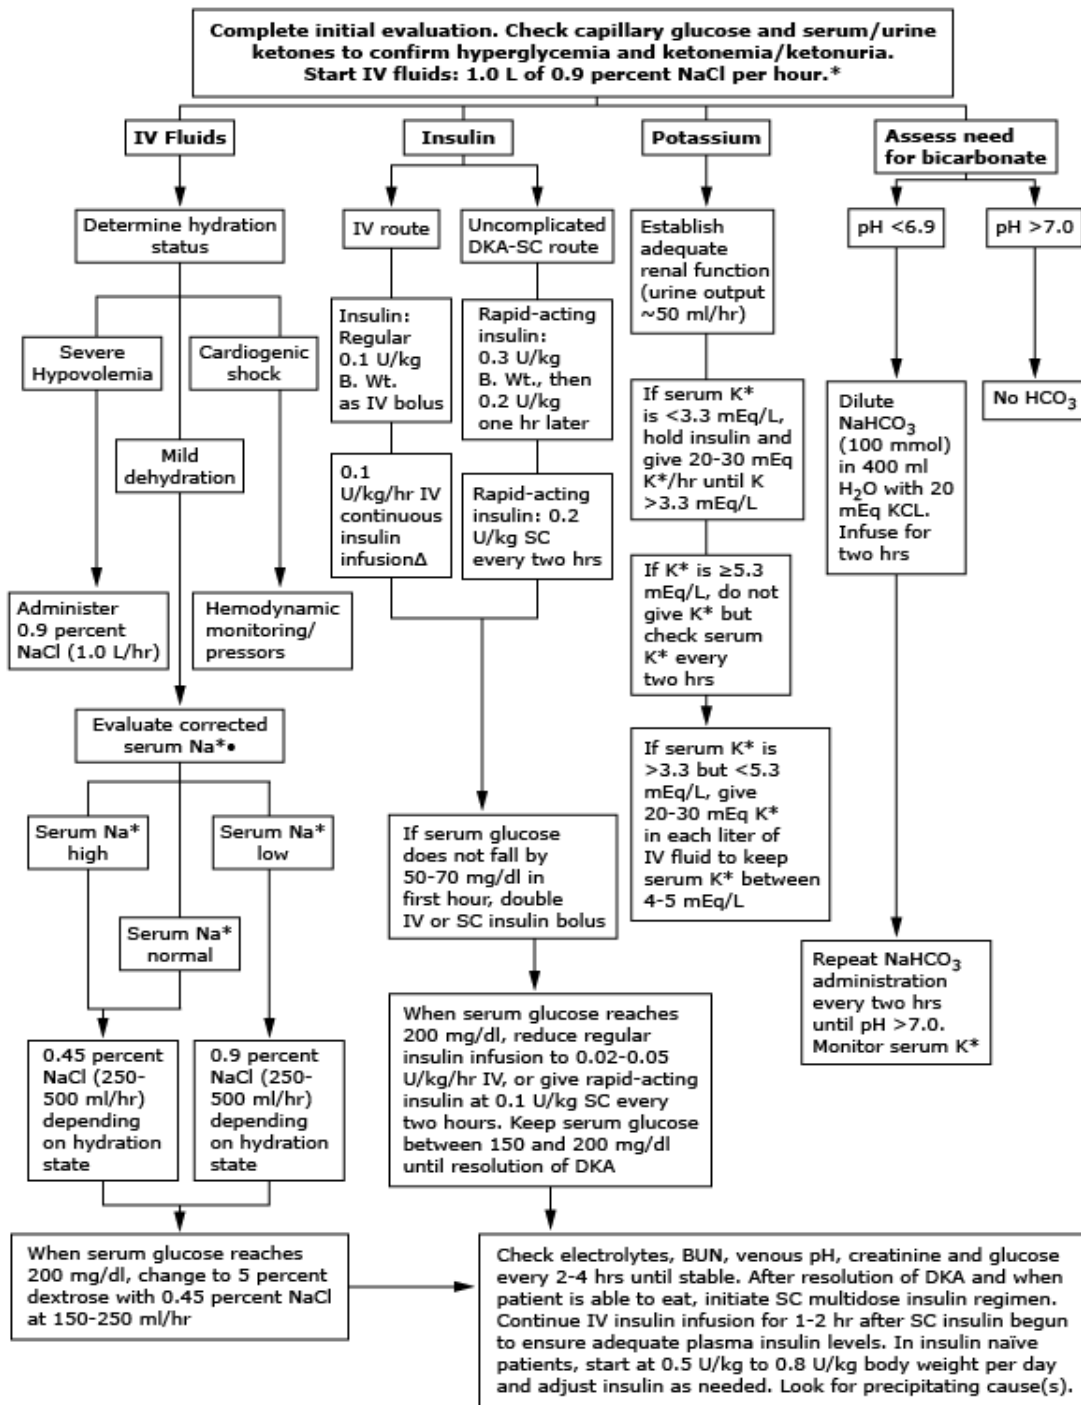 Complete initial evaluation. Check capillary glucose and serum/urine
ketones to confirm hyperglycemia and ketonemia/ketonuria.
Start IV fluids: 1.0 L of 0.9 percent NaCl per hour.*
IV Fluids
Determine hydration
status
Severe
Hypovolemia
Cardiogenic
shock
Mild
dehydration
Administer
0.9 percent
NaCl (1.0 L/hr)
Hemodynamic
monitoring/
pressors
Evaluate corrected
serum Na*•
Serum Na*
high
Serum Na*
low
Serum Na*
normal
0.45 percent
NaCl (250-
500 ml/hr)
depending
on hydration
state
0.9 percent
NaCl (250-
500 ml/hr)
depending
on hydration
state
When serum glucose reaches
200 mg/dl, change to 5 percent
dextrose with 0.45 percent NaCl
at 150-250 ml/hr
Insulin
IV route
Insulin:
Regular
0.1 U/kg
B. Wt.
as IV bolus
0.1
U/kg/hr IV
continuous
insulin
infusionΔ
Uncomplicated
DKA-SC route
Rapid-acting
insulin:
0.3 U/kg
B. Wt., then
0.2 U/kg
one hr later
Rapid-acting
insulin: 0.2
U/kg SC
every two hrs
If serum glucose
does not fall by
50-70 mg/dl in
first hour, double
IV or SC insulin bolus
When serum glucose reaches
200 mg/dl, reduce regular
insulin infusion to 0.02-0.05
U/kg/hr IV, or give rapid-acting
insulin at 0.1 U/kg SC every
two hours. Keep serum glucose
between 150 and 200 mg/dl
until resolution of DKA
Potassium
Establish
adequate
renal function
(urine output
~50 ml/hr)
If serum K*
is <3.3 mEq/L,
hold insulin and
give 20-30 mEq
K*/hr until K
>3.3 mEq/L
If K* is ≥5.3
mEq/L, do not
give K* but
check serum
K* every
two hrs
If serum K* is
>3.3 but <5.3
mEq/L, give
20-30 mEq K*
in each liter of
IV fluid to keep
serum K* between
4-5 mEq/L
Assess need
for bicarbonate
pH <6.9
pH >7.0
Dilute
NaHCO3
(100 mmol)
in 400 ml
H2O with 20
mEq KCL.
Infuse for
two hrs
No HCO3
Repeat NaHCO3
administration
every two hrs
until pH >7.0.
Monitor serum K*
Check electrolytes, BUN, venous pH, creatinine and glucose
every 2-4 hrs until stable. After resolution of DKA and when
patient is able to eat, initiate SC multidose insulin regimen.
Continue IV insulin infusion for 1-2 hr after SC insulin begun
to ensure adequate plasma insulin levels. In insulin naïve
patients, start at 0.5 U/kg to 0.8 U/kg body weight per day
and adjust insulin as needed. Look for precipitating cause(s).